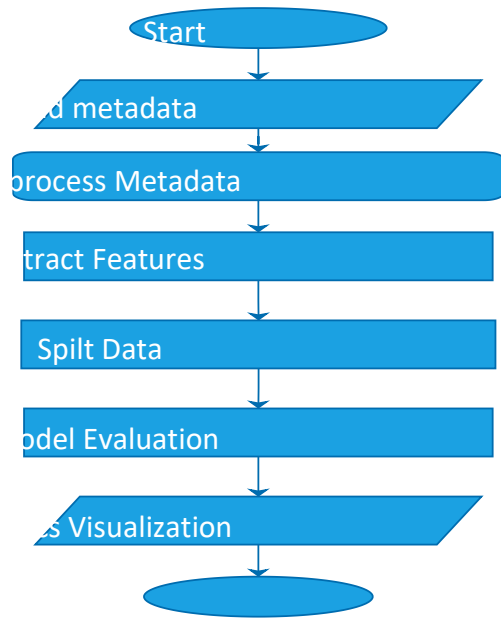 Start
metadata
process Metadata
tract Features
Spilt Data
odel Evaluation
Visualization